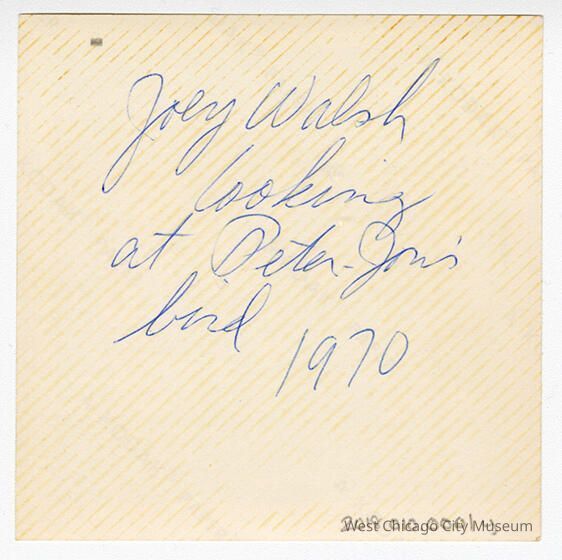 Joey Walsh
looking
at Peter-Jon's
bird
1970
West Chicago City Museum